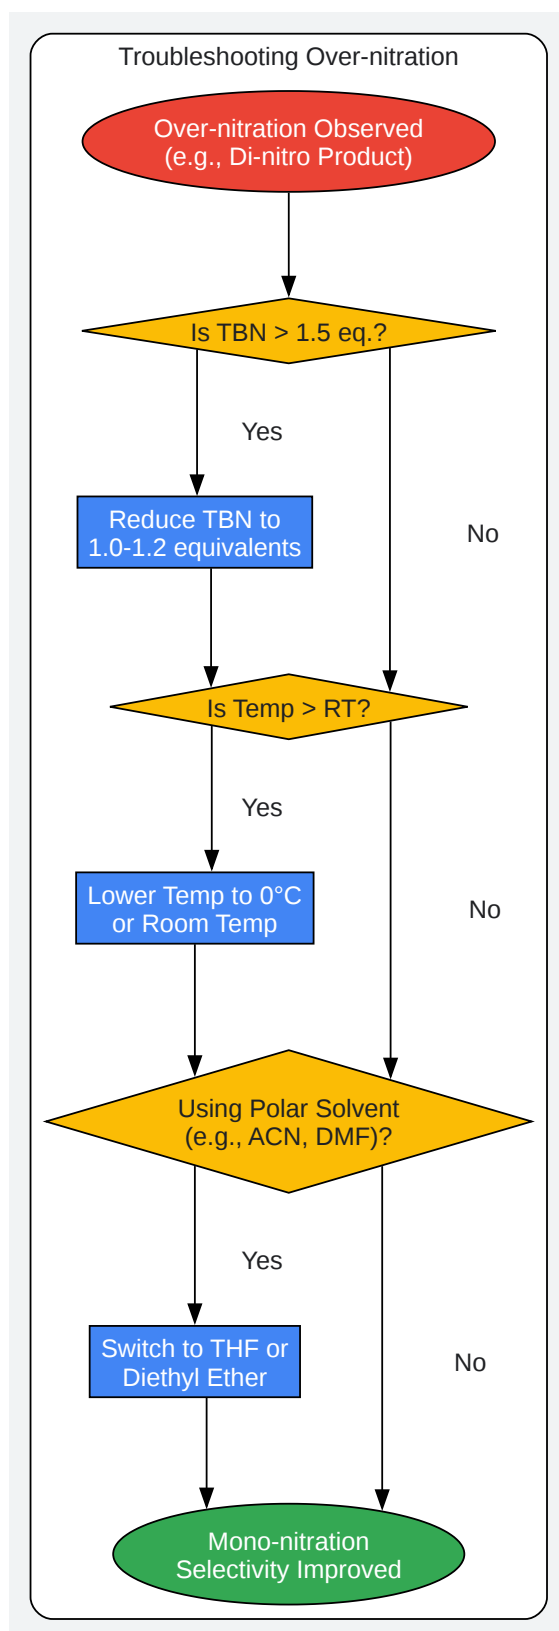 Troubleshooting Over-nitration
Over-nitration Observed
(e.g., Di-nitro Product)
Is TBN > 1.5 eq.?
Yes
Reduce TBN to
1.0-1.2 equivalents
No
Is Temp > RT?
Yes
Lower Temp to 0°C
or Room Temp
No
Using Polar Solvent
(e.g., ACN, DMF)?
Yes
Switch to THF or
Diethyl Ether
No
Mono-nitration
Selectivity Improved